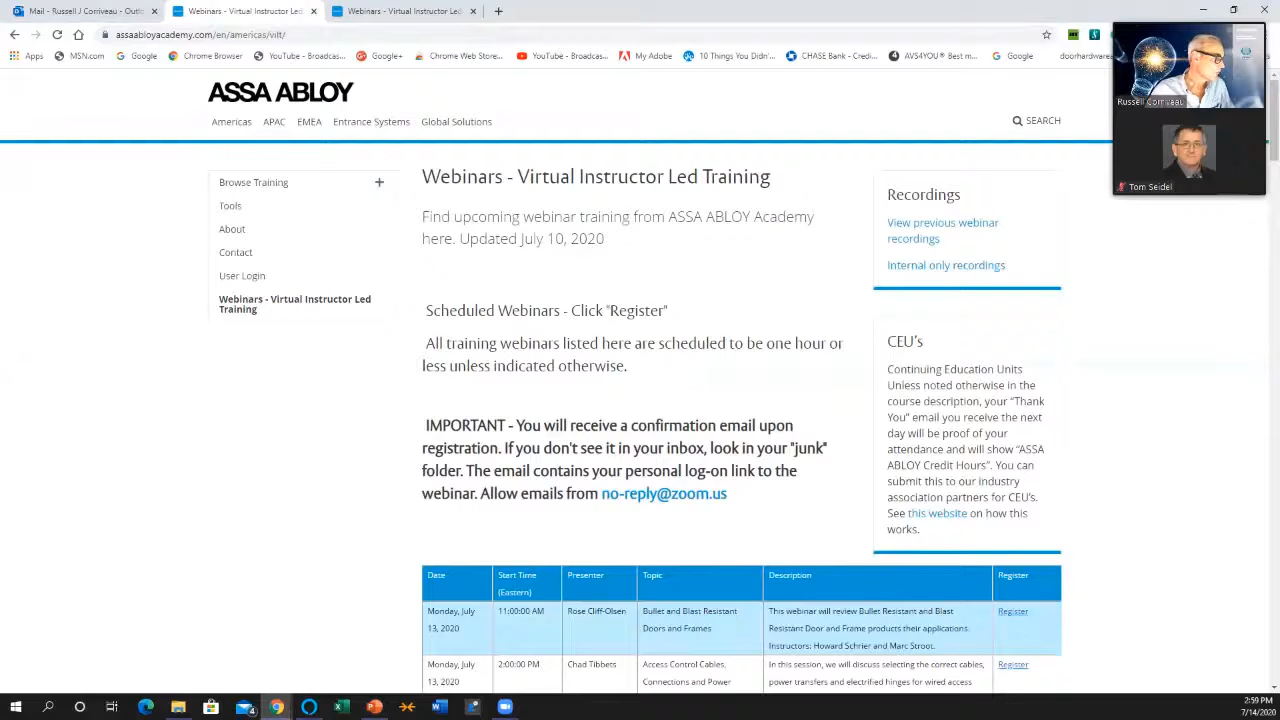 Mail - Russell J Corriveau - Outlo
Webinars - Virtual Instructor Led
Webinars - Virtual Instructor Led
assaabloyacademy.com/en/americas/vilt/
Apps
MSN.com
Google
Chrome Browser
YouTube - Broadcas...
Google+
Chrome Web Store...
YouTube - Broadcas...
My Adobe
10 Things You Didn'...
CHASE Bank - Credi...
AVS4YOU® Best m...
Google
doorhardware
Russell Corriveau
Tom Seidel
ASSA ABLOY
Americas
APAC
EMEA
Entrance Systems
Global Solutions
SEARCH
Browse Training
Tools
About
Contact
User Login
Webinars - Virtual Instructor Led
Training
Webinars - Virtual Instructor Led Training
Find upcoming webinar training from ASSA ABLOY Academy
here. Updated July 10, 2020
Scheduled Webinars - Click "Register"
All training webinars listed here are scheduled to be one hour or
less unless indicated otherwise.
IMPORTANT - You will receive a confirmation email upon
registration. If you don't see it in your inbox, look in your "junk"
folder. The email contains your personal log-on link to the
webinar. Allow emails from no-reply@zoom.us
Recordings
View previous webinar
recordings
Internal only recordings
CEU's
Continuing Education Units
Unless noted otherwise in the
course description, your "Thank
You" email you receive the next
day will be proof of your
attendance and will show "ASSA
ABLOY Credit Hours". You can
submit this to our industry
association partners for CEU's.
See this website on how this
works.
Date
Start Time
(Eastern)
Presenter
Topic
Description
Register
Monday, July
13, 2020
11:00:00 AM
Rose Cliff-Olsen
Bullet and Blast Resistant
Doors and Frames
This webinar will review Bullet Resistant and Blast
Resistant Door and Frame products their applications.
Instructors: Howard Schrier and Marc Stroot.
Register
Monday, July
13, 2020
2:00:00 PM
Chad Tibbets
Access Control Cables,
Connections and Power
In this session, we will discuss selecting the correct cables,
power transfers and electrified hinges for wired access
Register
2:59 PM
7/14/2020